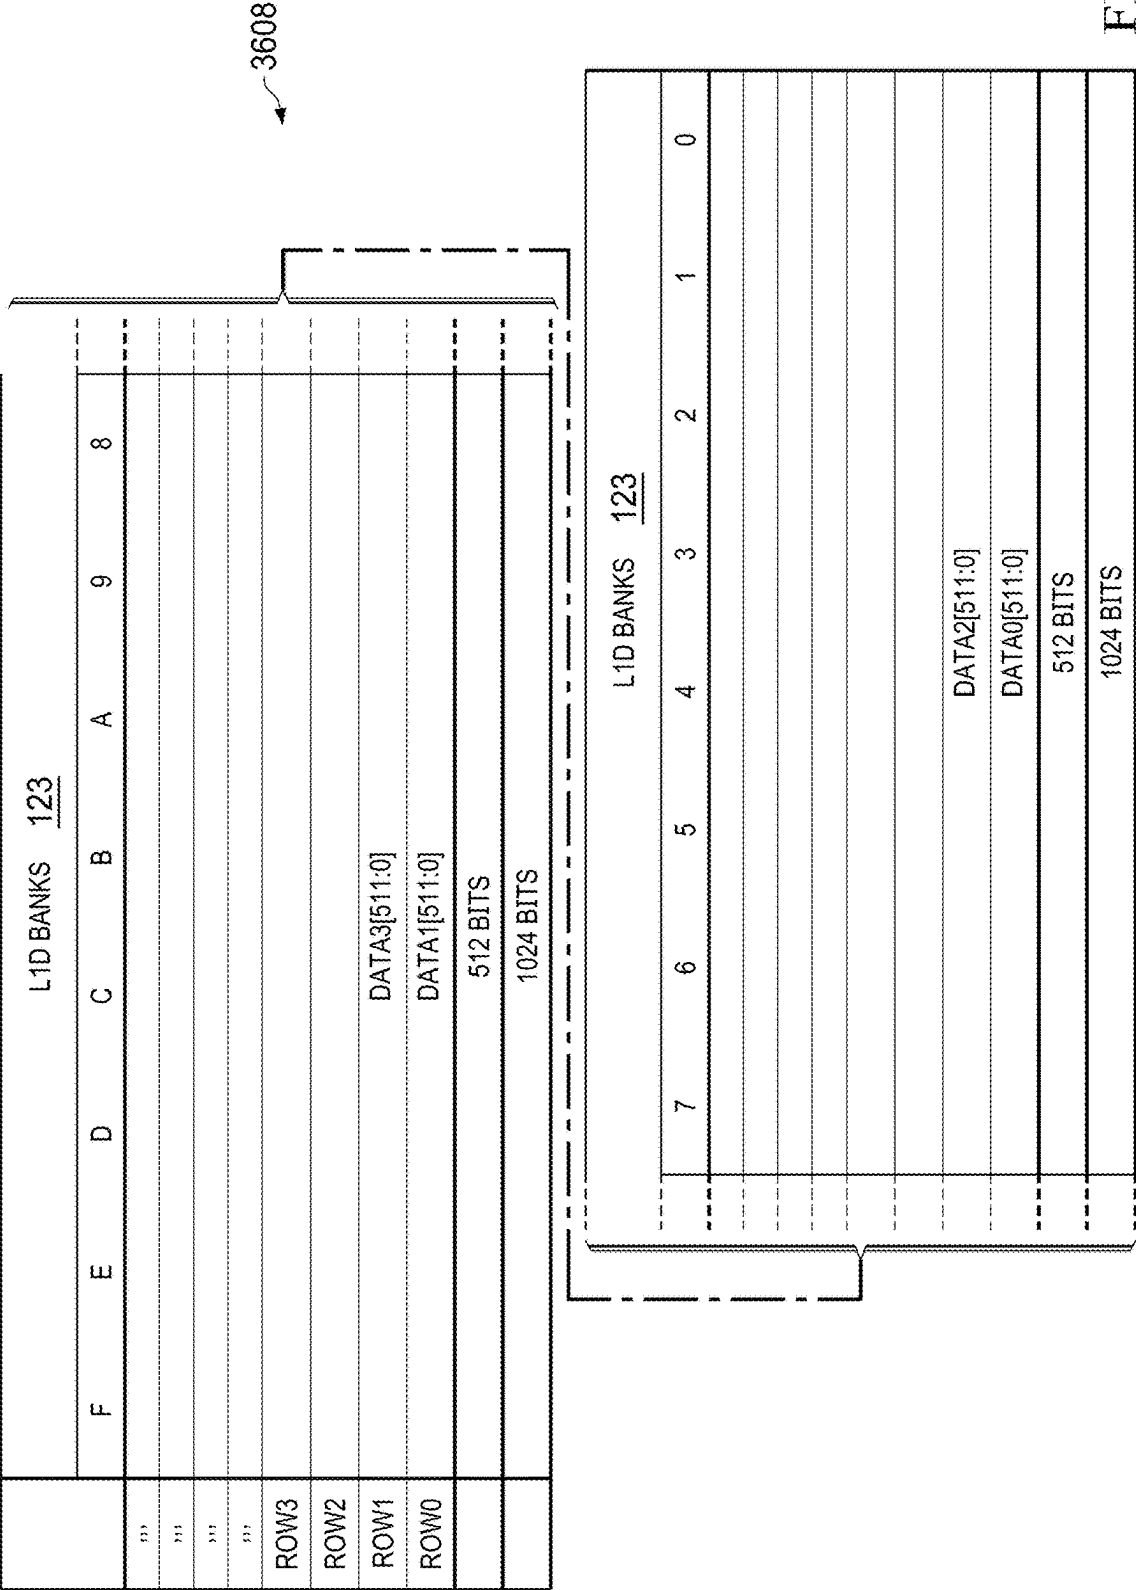 3608
L1D BANKS 123
F E D C B A 9 8
,,,
,,,
,,,
,,,
ROW3
ROW2
ROW1 DATA3[511:0]
ROW0 DATA1[511:0]
512 BITS
1024 BITS
L1D BANKS 123
7 6 5 4 3 2 1 0
DATA2[511:0]
DATA0[511:0]
512 BITS
1024 BITS